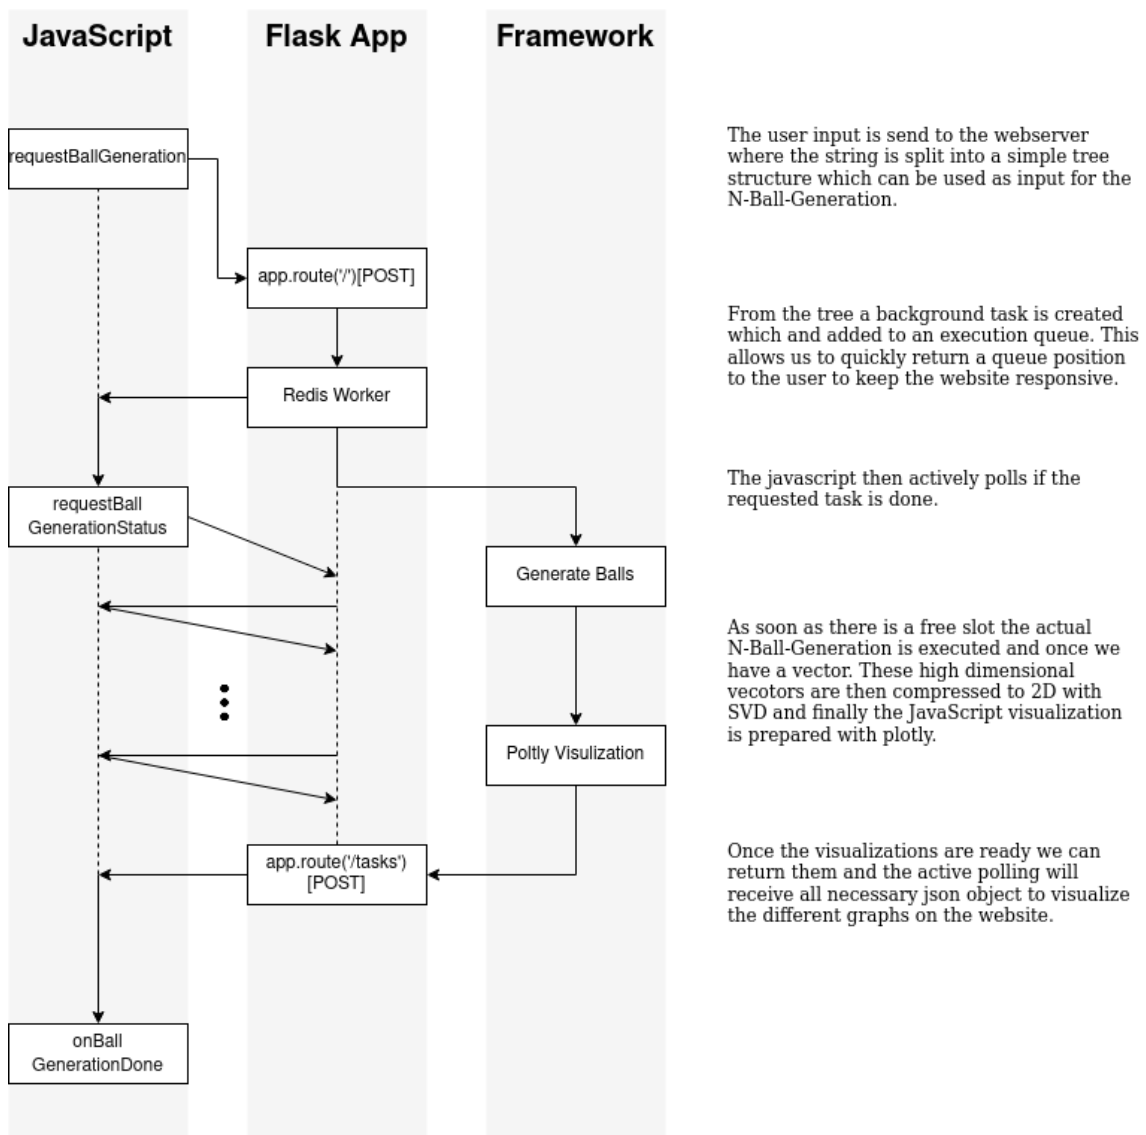 JavaScript
Flask App
Framework
requestBallGeneration
The user input is send to the webserver
where the string is split into a simple tree
structure which can be used as input for the
N-Ball-Generation.
app.route('/')[POST]
From the tree a background task is created
which and added to an execution queue. This
allows us to quickly return a queue position
to the user to keep the website responsive.
Redis Worker
The javascript then actively polls if the
requested task is done.
requestBall
GenerationStatus
Generate Balls
As soon as there is a free slot the actual
N-Ball-Generation is executed and once we
have a vector. These high dimensional
vecotors are then compressed to 2D with
SVD and finally the JavaScript visualization
is prepared with plotly.
Poltly Visulization
app.route('/tasks')
[POST]
Once the visualizations are ready we can
return them and the active polling will
receive all necessary json object to visualize
the different graphs on the website.
onBall
GenerationDone